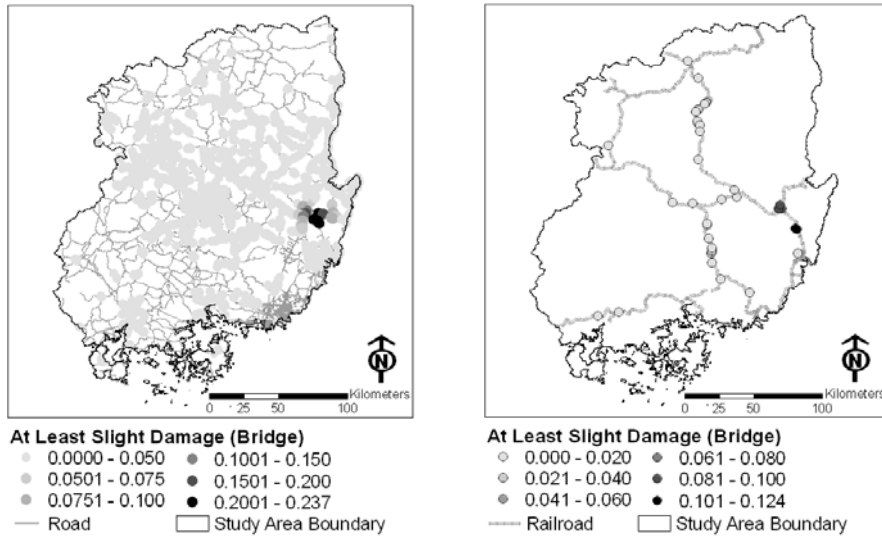 N
Kilometers
0 25 50 100
At Least Slight Damage (Bridge)
0.0000 - 0.050
0.1001 - 0.150
0.0501 - 0.075
0.1501 - 0.200
0.0751 - 0.100
0.2001 - 0.237
Road
Study Area Boundary
N
Kilometers
0 25 50 100
At Least Slight Damage (Bridge)
0.000 - 0.020
0.061 - 0.080
0.021 - 0.040
0.081 - 0.100
0.041 - 0.060
0.101 - 0.124
Railroad
Study Area Boundary